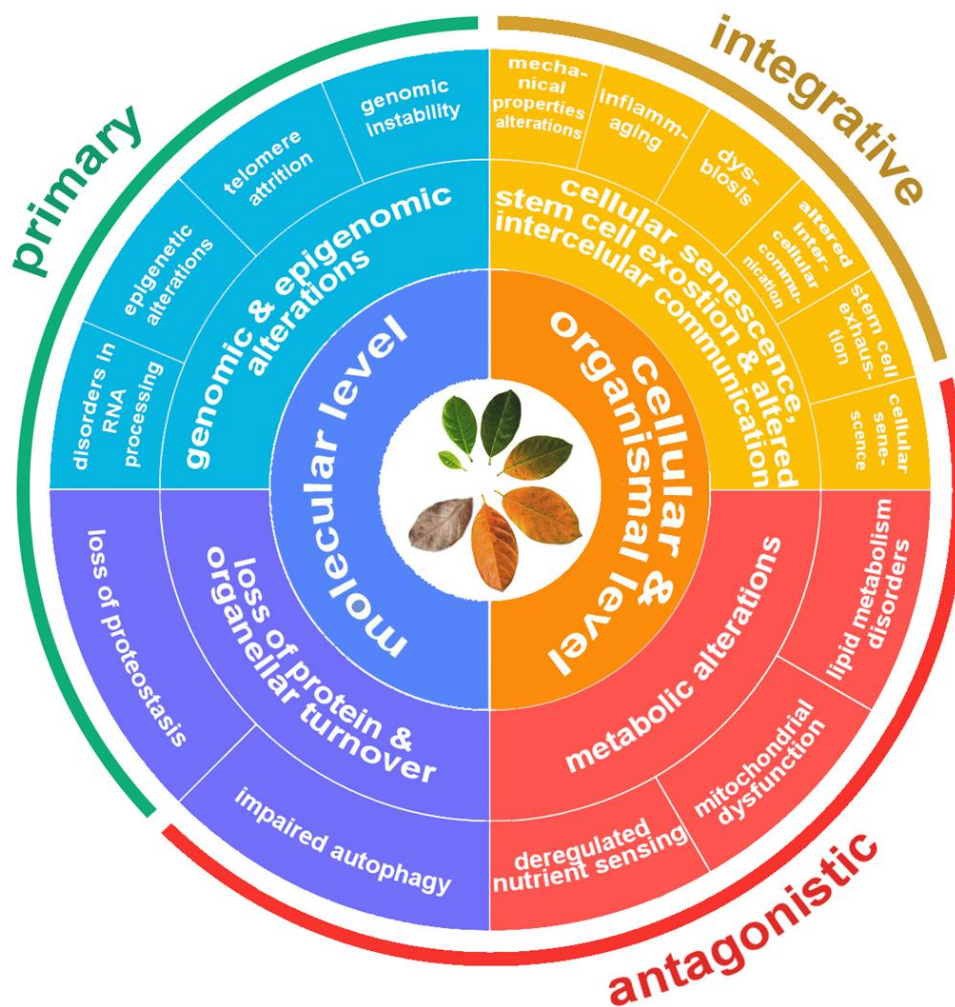 primary
integrative
antagonistic
genomic
instability
telomere
attrition
epigenetic
alterations
disorders in
RNA
processing
genomic & epigenomic
alterations
mecha-
nical
properties
alterations
inflamm-
aging
dys-
biosis
altered
inter-
cellular
commu-
nication
stem cell
exhaus-
tion
cellular
sene-
scence
cellular senescence,
stem cell exostion & altered
intercelular communication
molecular level
cellular &
organismal level
loss of proteostasis
impaired autophagy
loss of protein &
organellar turnover
metabolic alterations
lipid metabolism
disorders
mitochondrial
dysfunction
deregulated
nutrient sensing